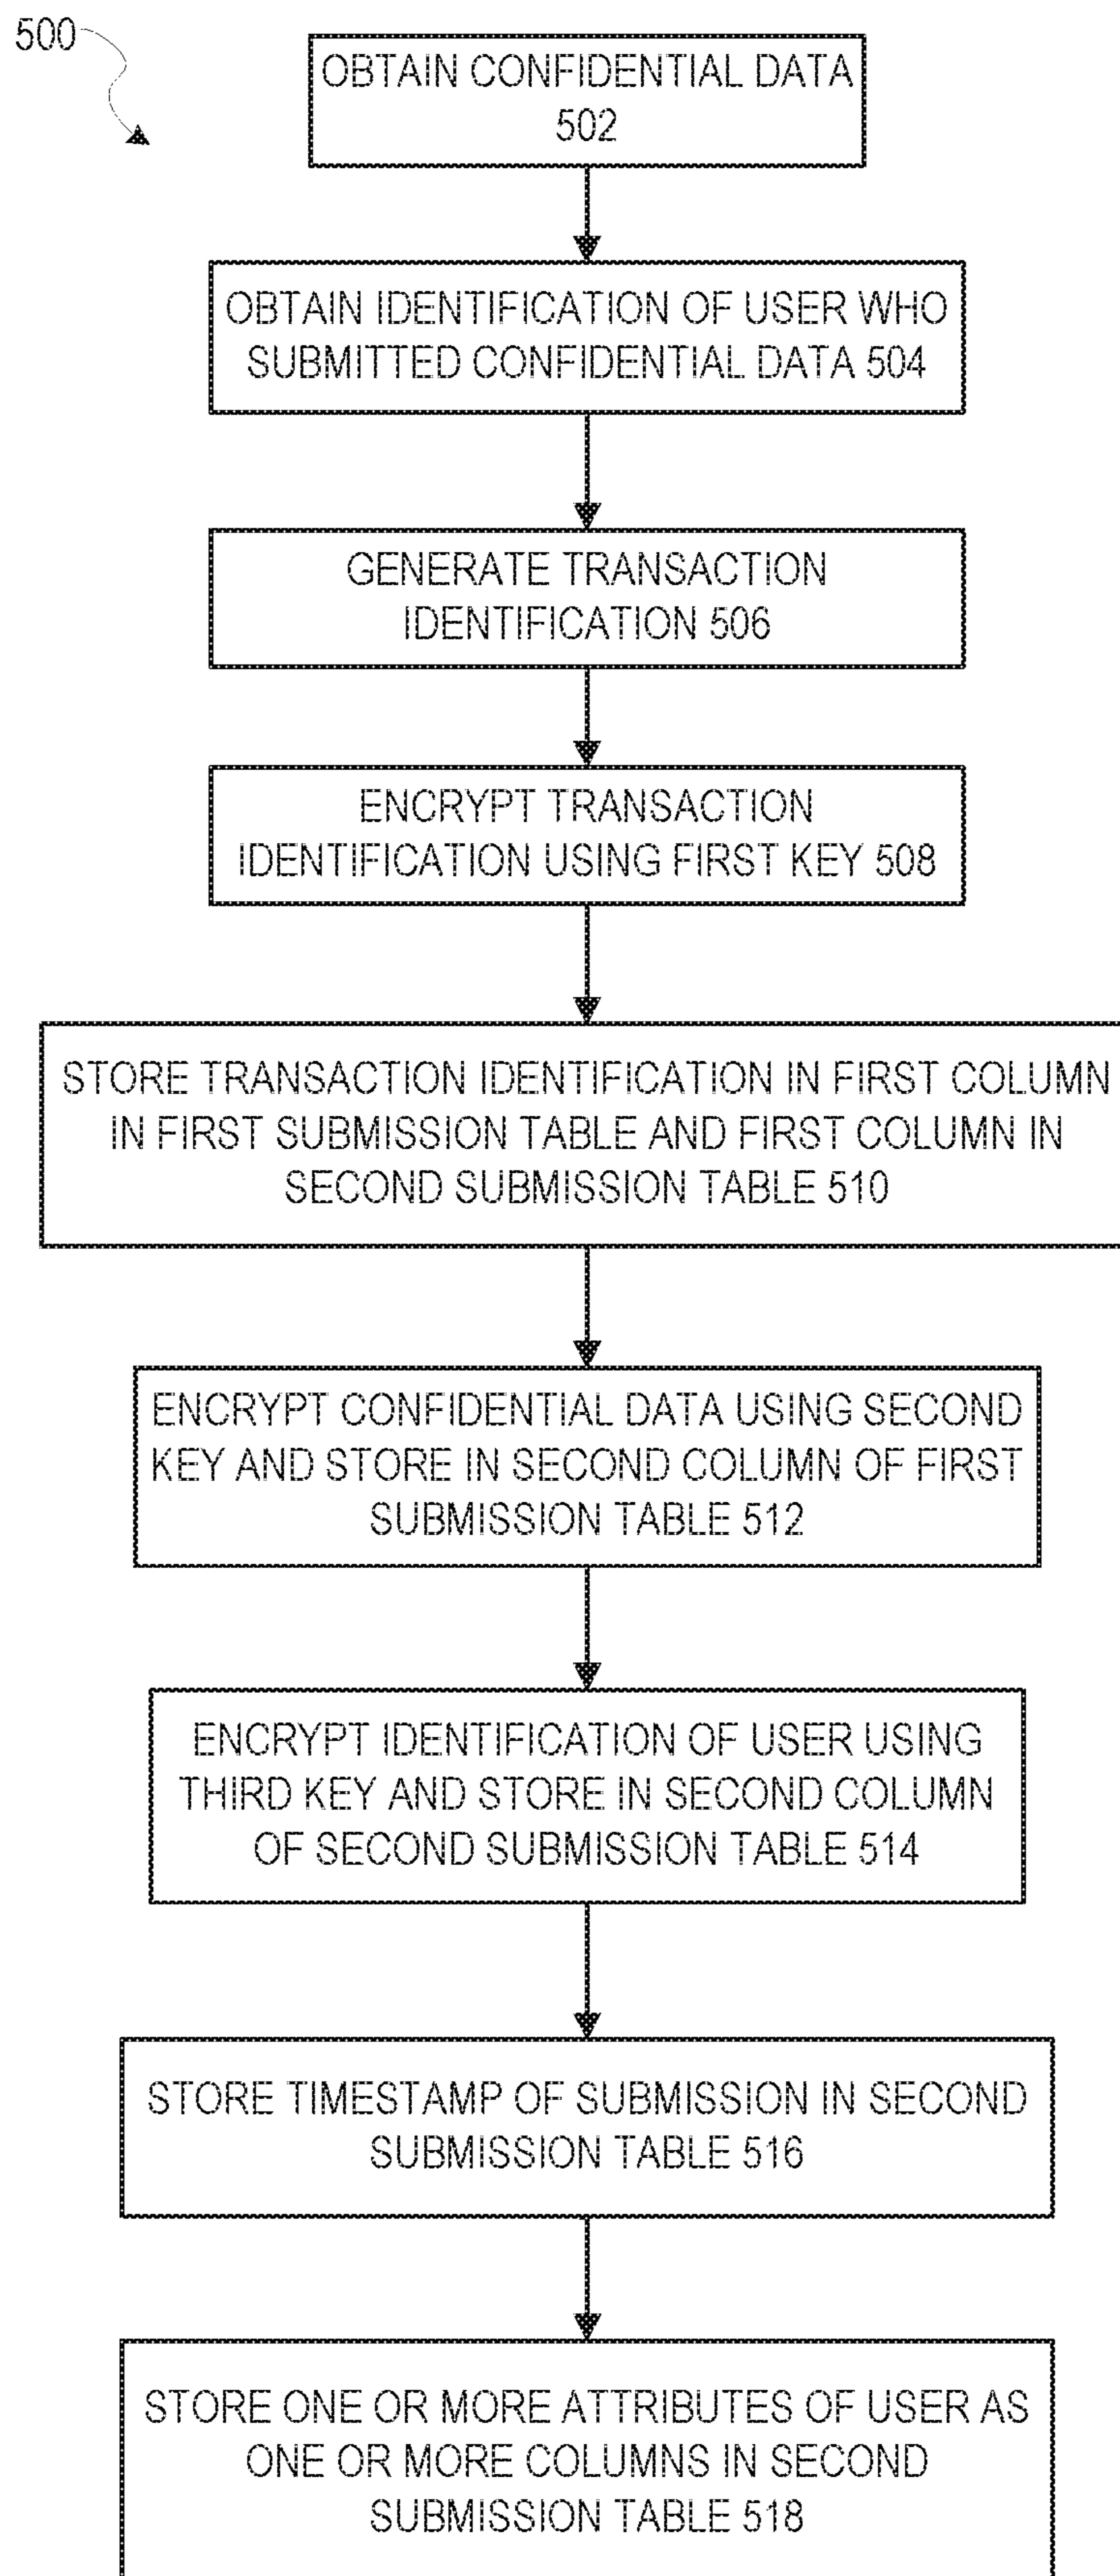 500
OBTAIN CONFIDENTIAL DATA
502
OBTAIN IDENTIFICATION OF USER WHO
SUBMITTED CONFIDENTIAL DATA 504
GENERATE TRANSACTION
IDENTIFICATION 506
ENCRYPT TRANSACTION
IDENTIFICATION USING FIRST KEY 508
STORE TRANSACTION IDENTIFICATION IN FIRST COLUMN
IN FIRST SUBMISSION TABLE AND FIRST COLUMN IN
SECOND SUBMISSION TABLE 510
ENCRYPT CONFIDENTIAL DATA USING SECOND
KEY AND STORE IN SECOND COLUMN OF FIRST
SUBMISSION TABLE 512
ENCRYPT IDENTIFICATION OF USER USING
THIRD KEY AND STORE IN SECOND COLUMN
OF SECOND SUBMISSION TABLE 514
STORE TIMESTAMP OF SUBMISSION IN SECOND
SUBMISSION TABLE 516
STORE ONE OR MORE ATTRIBUTES OF USER AS
ONE OR MORE COLUMNS IN SECOND
SUBMISSION TABLE 518